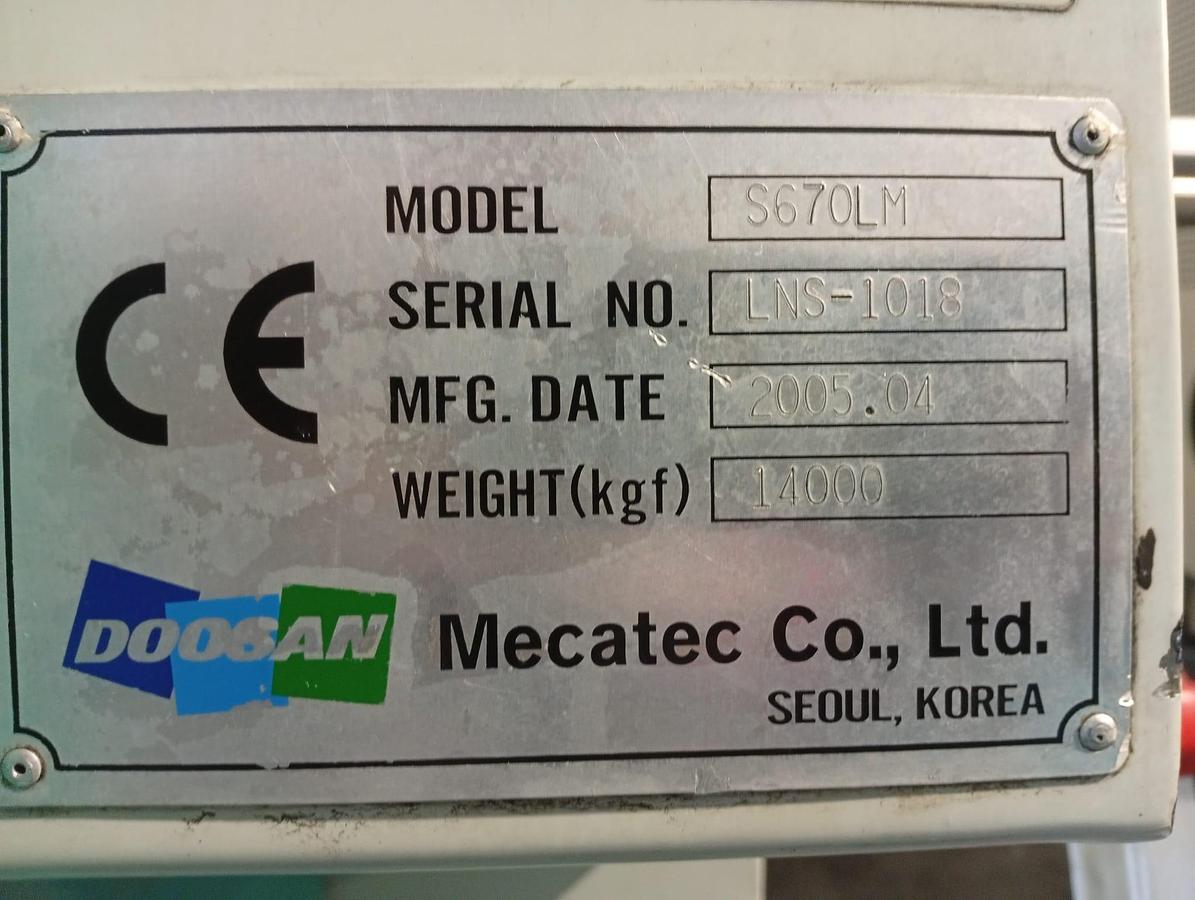 CE
MODEL S670LM
SERIAL NO. LNS-1018
MFG. DATE 2005.04
WEIGHT(kgf) 14000
DOOSAN Mecatec Co., Ltd.
SEOUL, KOREA